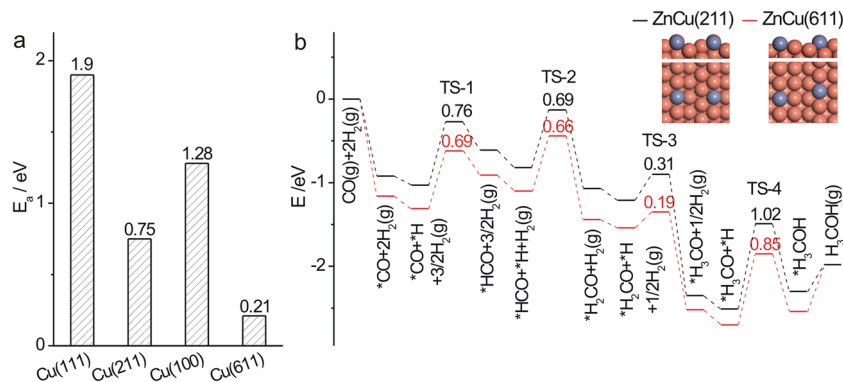 a
E_a / eV
2
1
0
1.9
0.75
1.28
0.21
Cu(111)
Cu(211)
Cu(100)
Cu(611)
b
ZnCu(211)
ZnCu(611)
E /eV
0
-1
-2
CO(g)+2H₂(g)
*CO+2H₂(g)
*CO+*H
+3/2H₂(g)
TS-1
0.76
0.69
*HCO+3/2H₂(g)
*HCO+*H+H₂(g)
TS-2
0.69
0.66
*H₂CO+H₂(g)
*H₂CO+*H
+1/2H₂(g)
TS-3
0.31
0.19
*H₃CO+1/2H₂(g)
*H₃CO+*H
TS-4
1.02
0.85
*H₃COH
H₃COH(g)